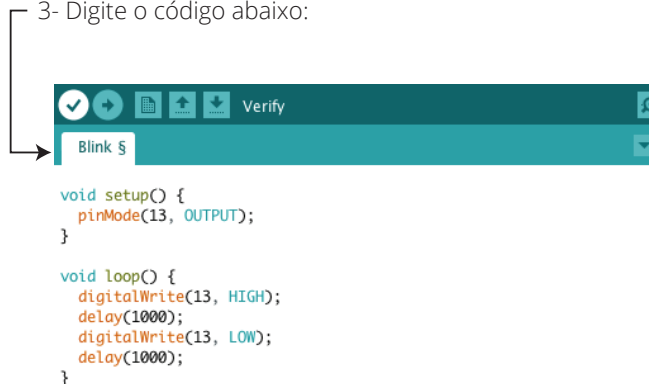 3- Digite o código abaixo:
Verify
Blink §
void setup() {
  pinMode(13, OUTPUT);
}
void loop() {
  digitalWrite(13, HIGH);
  delay(1000);
  digitalWrite(13, LOW);
  delay(1000);
}